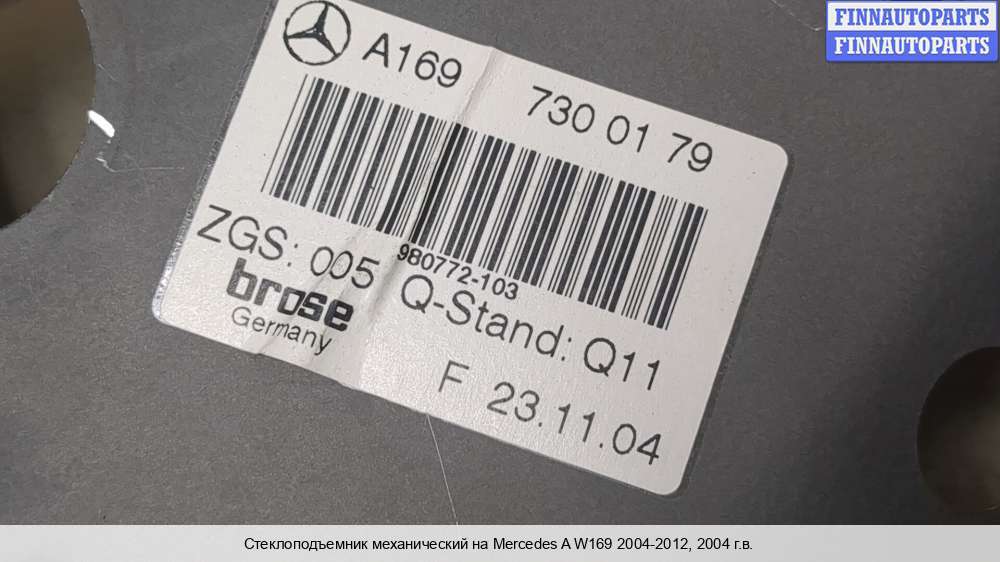 FINNAUTOPARTS
FINNAUTOPARTS
A169 730 01 79
980772-103
ZGS: 005 Q-Stand: Q11
brose
Germany
F 23.11.04
Стеклоподъемник механический на Mercedes A W169 2004-2012, 2004 г.в.